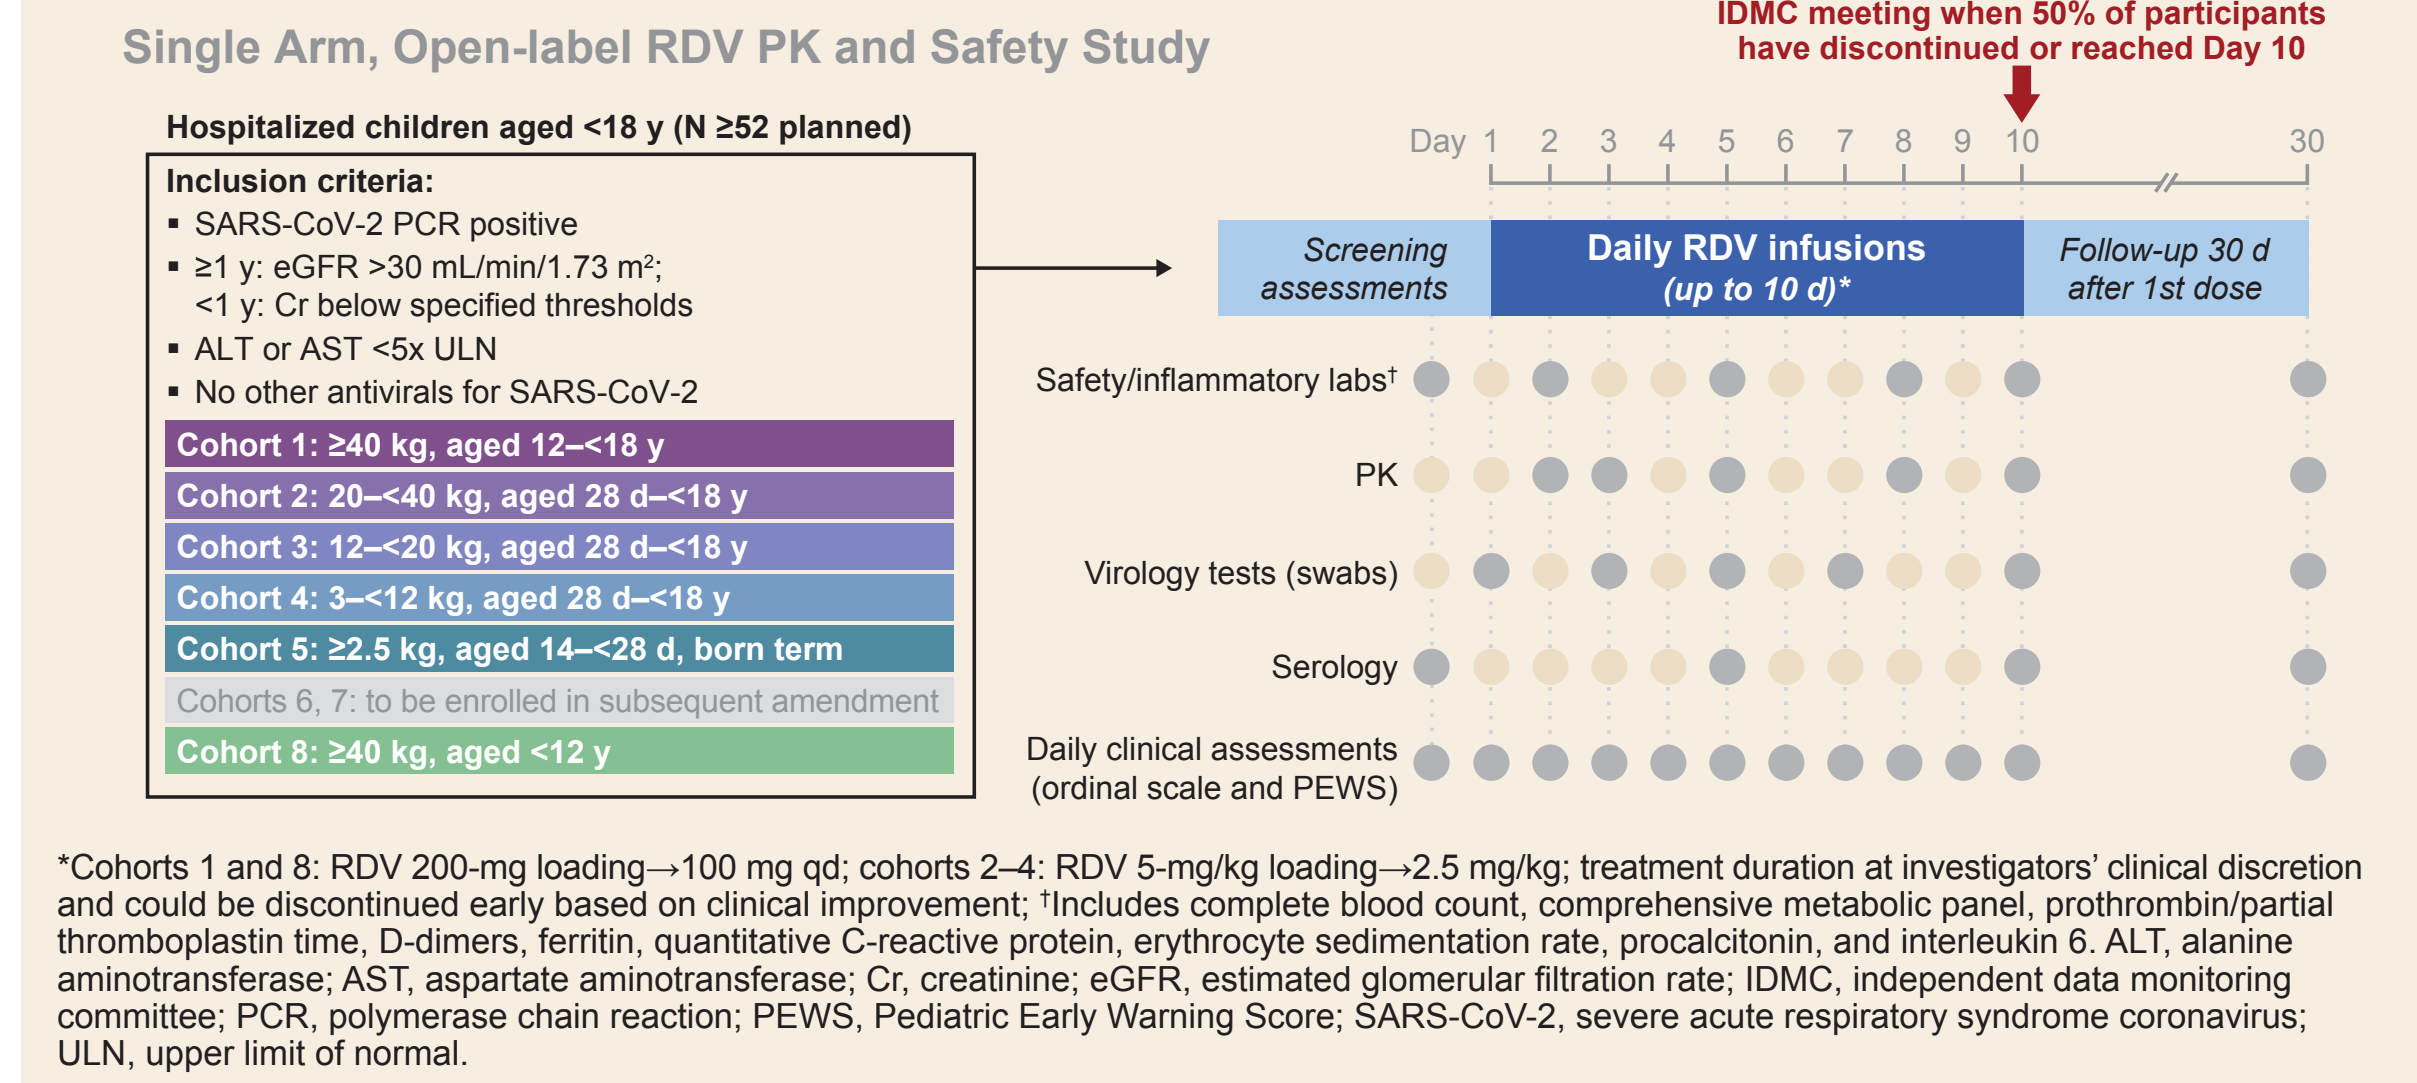 IDMC meeting when 50% of participants
have discontinued or reached Day 10
Single Arm, Open-label RDV PK and Safety Study
Hospitalized children aged <18 y (N ≥52 planned)
Inclusion criteria:
▪ SARS-CoV-2 PCR positive
▪ ≥1 y: eGFR >30 mL/min/1.73 m²;
<1 y: Cr below specified thresholds
▪ ALT or AST <5x ULN
▪ No other antivirals for SARS-CoV-2
Cohort 1: ≥40 kg, aged 12–<18 y
Cohort 2: 20–<40 kg, aged 28 d–<18 y
Cohort 3: 12–<20 kg, aged 28 d–<18 y
Cohort 4: 3–<12 kg, aged 28 d–<18 y
Cohort 5: ≥2.5 kg, aged 14–<28 d, born term
Cohorts 6, 7: to be enrolled in subsequent amendment
Cohort 8: ≥40 kg, aged <12 y
Day 1 2 3 4 5 6 7 8 9 10 30
Screening
assessments
Daily RDV infusions
(up to 10 d)*
Follow-up 30 d
after 1st dose
Safety/inflammatory labs†
PK
Virology tests (swabs)
Serology
Daily clinical assessments
(ordinal scale and PEWS)
*Cohorts 1 and 8: RDV 200-mg loading→100 mg qd; cohorts 2–4: RDV 5-mg/kg loading→2.5 mg/kg; treatment duration at investigators’ clinical discretion
and could be discontinued early based on clinical improvement; †Includes complete blood count, comprehensive metabolic panel, prothrombin/partial
thromboplastin time, D-dimers, ferritin, quantitative C-reactive protein, erythrocyte sedimentation rate, procalcitonin, and interleukin 6. ALT, alanine
aminotransferase; AST, aspartate aminotransferase; Cr, creatinine; eGFR, estimated glomerular filtration rate; IDMC, independent data monitoring
committee; PCR, polymerase chain reaction; PEWS, Pediatric Early Warning Score; SARS-CoV-2, severe acute respiratory syndrome coronavirus;
ULN, upper limit of normal.